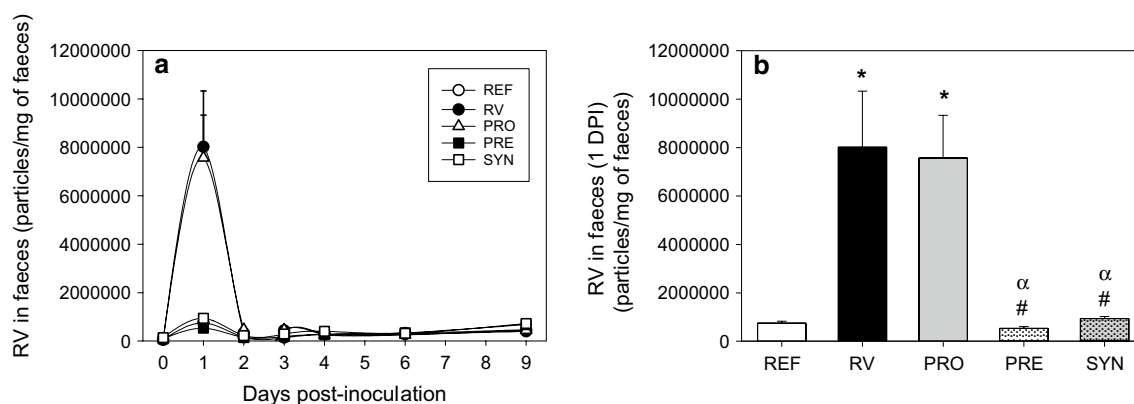 a
RV in faeces (particles/mg of faeces)
12000000
10000000
8000000
6000000
4000000
2000000
0
REF
RV
PRO
PRE
SYN
0 1 2 3 4 5 6 7 8 9
Days post-inoculation
b
RV in faeces (1 DPI)
(particles/mg of faeces)
12000000
10000000
8000000
6000000
4000000
2000000
0
* *
α α
# #
REF RV PRO PRE SYN